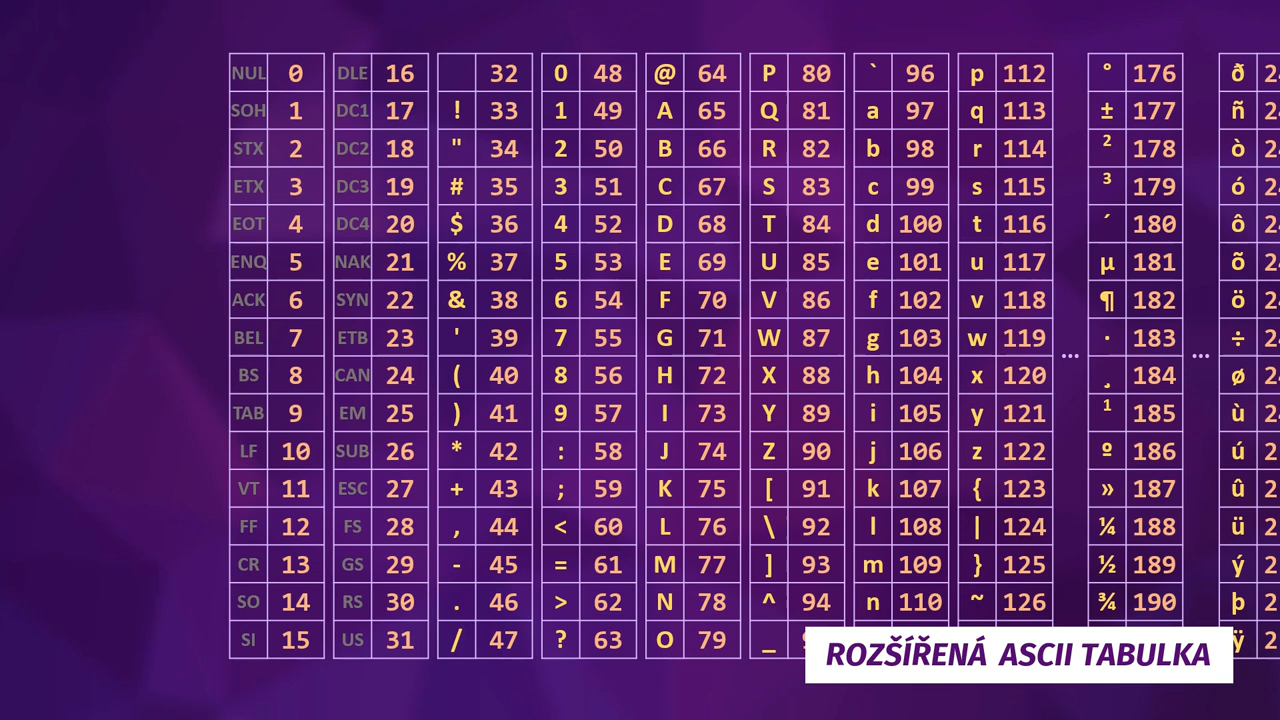 NUL 0 DLE 16 32 0 48 @ 64 P 80 ` 96 p 112 ° 176 ð
SOH 1 DC1 17 ! 33 1 49 A 65 Q 81 a 97 q 113 ± 177 ñ
STX 2 DC2 18 " 34 2 50 B 66 R 82 b 98 r 114 ² 178 ò
ETX 3 DC3 19 # 35 3 51 C 67 S 83 c 99 s 115 ³ 179 ó
EOT 4 DC4 20 $ 36 4 52 D 68 T 84 d 100 t 116 ´ 180 ô
ENQ 5 NAK 21 % 37 5 53 E 69 U 85 e 101 u 117 µ 181 õ
ACK 6 SYN 22 & 38 6 54 F 70 V 86 f 102 v 118 ¶ 182 ö
BEL 7 ETB 23 ' 39 7 55 G 71 W 87 g 103 w 119 ... · 183 ... ÷
BS 8 CAN 24 ( 40 8 56 H 72 X 88 h 104 x 120 ¸ 184 ø
TAB 9 EM 25 ) 41 9 57 I 73 Y 89 i 105 y 121 ¹ 185 ù
LF 10 SUB 26 * 42 : 58 J 74 Z 90 j 106 z 122 º 186 ú
VT 11 ESC 27 + 43 ; 59 K 75 [ 91 k 107 { 123 » 187 û
FF 12 FS 28 , 44 < 60 L 76 \ 92 l 108 | 124 ¼ 188 ü
CR 13 GS 29 - 45 = 61 M 77 ] 93 m 109 } 125 ½ 189 ý
SO 14 RS 30 . 46 > 62 N 78 ^ 94 n 110 ~ 126 ¾ 190 þ
SI 15 US 31 / 47 ? 63 O 79 _ ÿ
ROZŠÍŘENÁ ASCII TABULKA